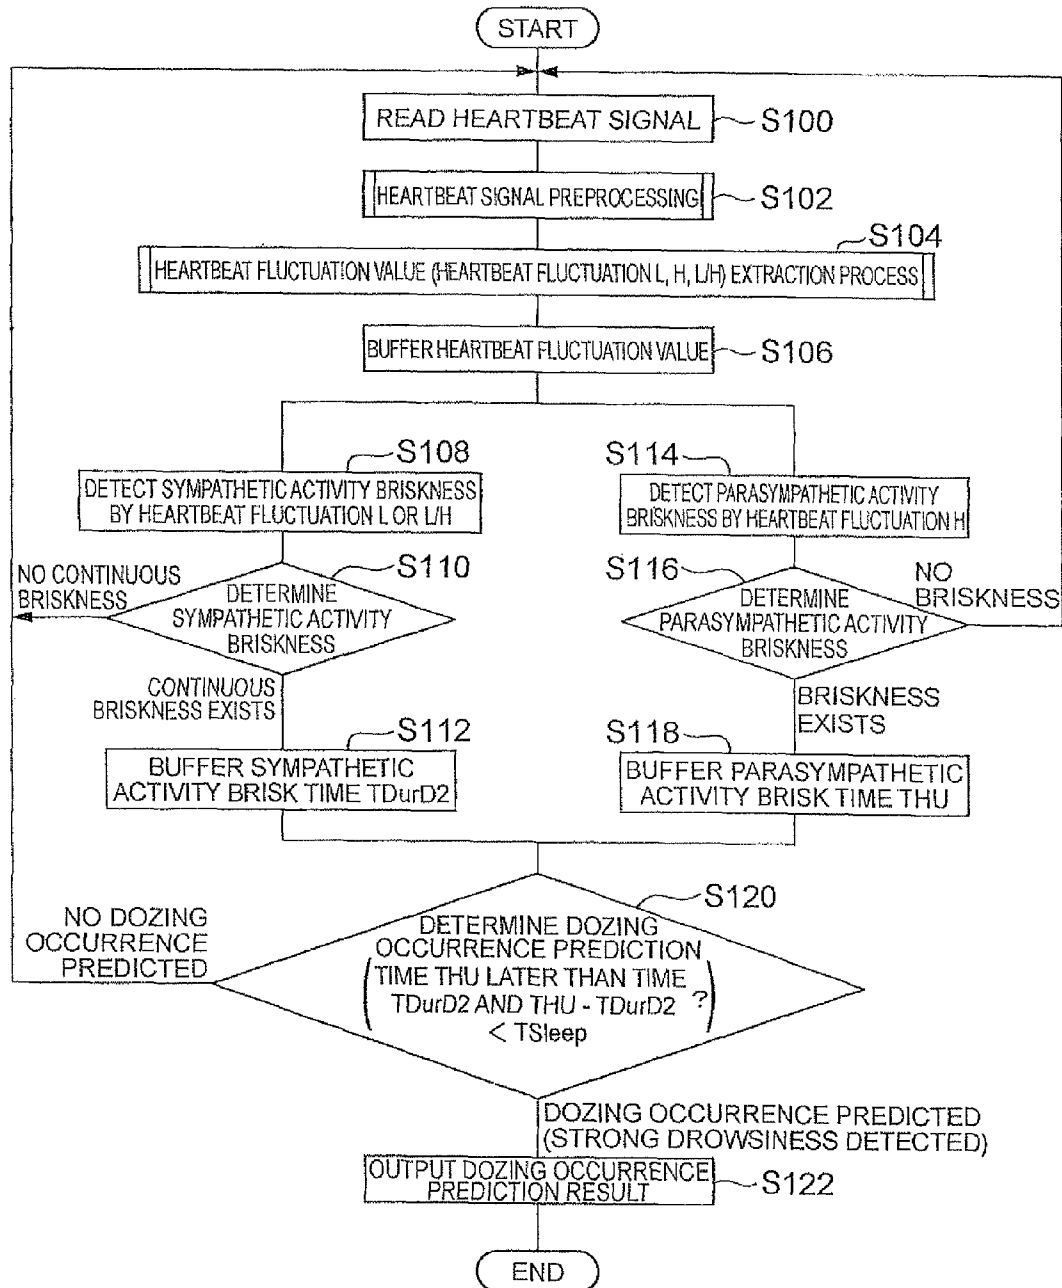 START
READ HEARTBEAT SIGNAL
S100
HEARTBEAT SIGNAL PREPROCESSING
S102
S104
HEARTBEAT FLUCTUATION VALUE (HEARTBEAT FLUCTUATION L, H, L/H) EXTRACTION PROCESS
BUFFER HEARTBEAT FLUCTUATION VALUE
S106
S108
DETECT SYMPATHETIC ACTIVITY BRISKNESS
BY HEARTBEAT FLUCTUATION L OR L/H
S114
DETECT PARASYMPATHETIC ACTIVITY
BRISKNESS BY HEARTBEAT FLUCTUATION H
NO CONTINUOUS
BRISKNESS
S110
DETERMINE
SYMPATHETIC ACTIVITY
BRISKNESS
S116
DETERMINE
PARASYMPATHETIC ACTIVITY
BRISKNESS
NO
BRISKNESS
CONTINUOUS
BRISKNESS EXISTS
BRISKNESS
EXISTS
S112
BUFFER SYMPATHETIC
ACTIVITY BRISK TIME TDurD2
S118
BUFFER PARASYMPATHETIC
ACTIVITY BRISK TIME THU
NO DOZING
OCCURRENCE
PREDICTED
S120
DETERMINE DOZING
OCCURRENCE PREDICTION
(TIME THU LATER THAN TIME
TDurD2 AND THU - TDurD2
< TSleep ?)
DOZING OCCURRENCE PREDICTED
(STRONG DROWSINESS DETECTED)
OUTPUT DOZING OCCURRENCE
PREDICTION RESULT
S122
END